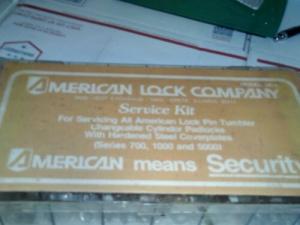 AMERICAN LOCK COMPANY
Service Kit
For Servicing All American Lock Pin Tumbler
Changeable Cylinder Padlocks
With Hardened Steel Coverplates
(Series 700, 1000 and 5000)
AMERICAN means Security